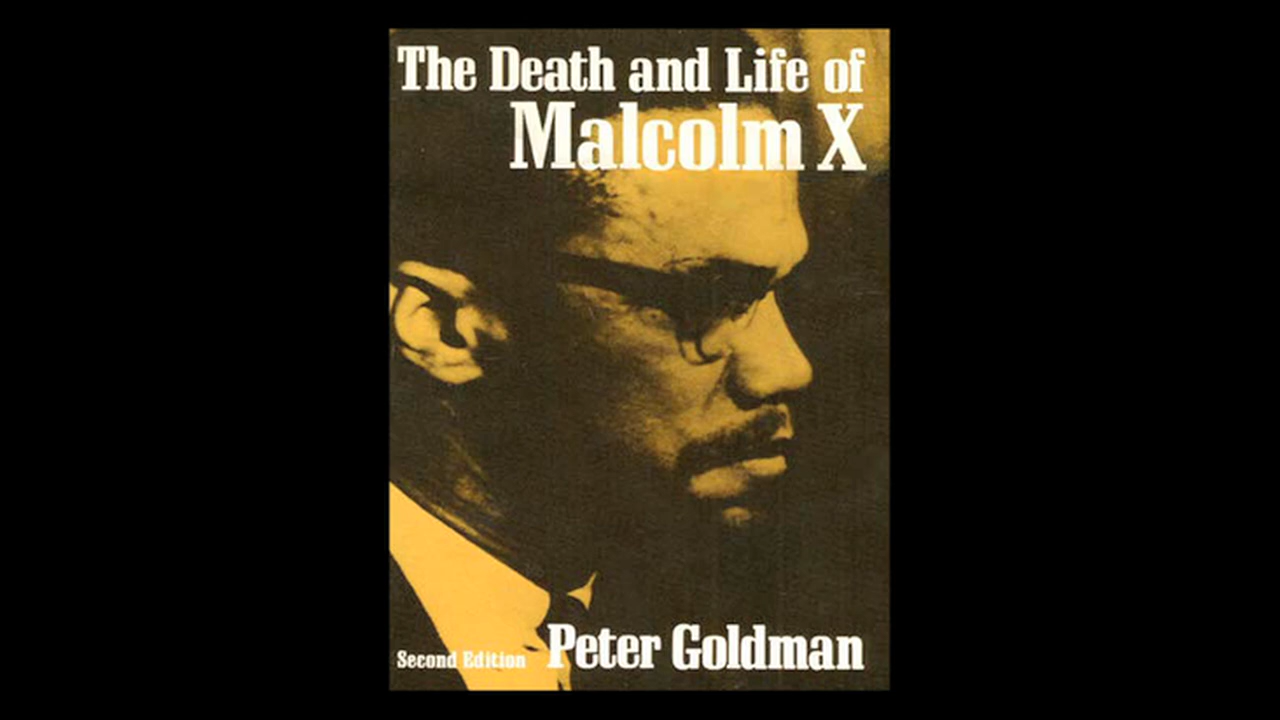 The Death and Life of
Malcolm X
Second Edition Peter Goldman